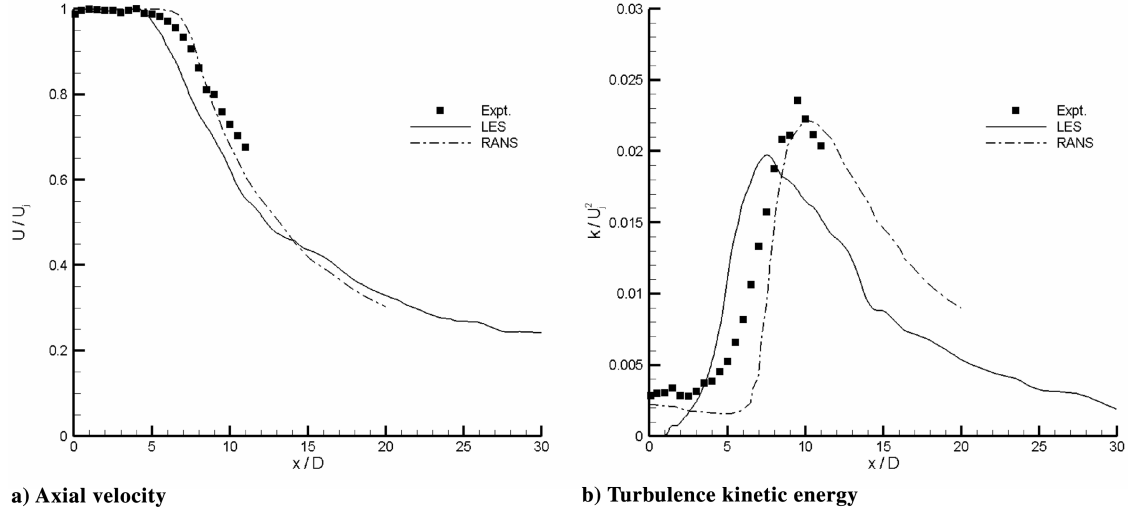 1
0.8
0.6
0.4
0.2
0
U / U_j
0 5 10 15 20 25 30
x / D
Expt.
LES
RANS
a) Axial velocity
0.03
0.025
0.02
0.015
0.01
0.005
0
k / U_j^2
0 5 10 15 20 25 30
x / D
Expt.
LES
RANS
b) Turbulence kinetic energy